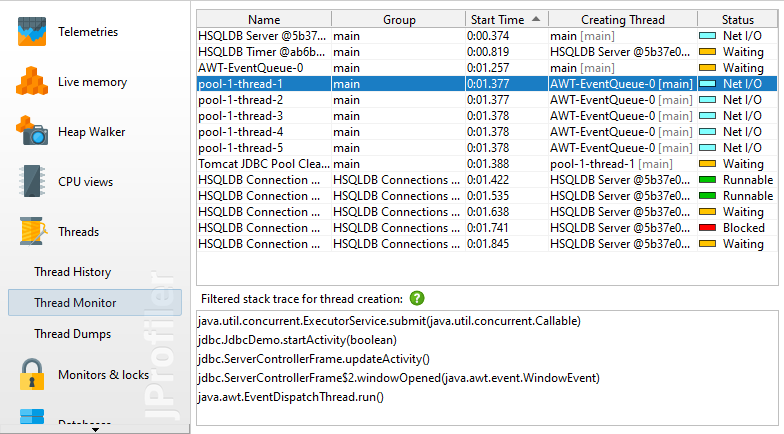 Telemetries
Live memory
Heap Walker
CPU views
Threads
Thread History
Thread Monitor
Thread Dumps
Monitors & locks
Databases
JProfiler
Name Group Start Time Creating Thread Status
HSQLDB Server @5b37... main 0:00.374 main [main] Net I/O
HSQLDB Timer @ab6b... main 0:00.819 HSQLDB Server @5b37e0... Waiting
AWT-EventQueue-0 main 0:01.257 main [main] Waiting
pool-1-thread-1 main 0:01.377 AWT-EventQueue-0 [main] Net I/O
pool-1-thread-2 main 0:01.377 AWT-EventQueue-0 [main] Net I/O
pool-1-thread-3 main 0:01.378 AWT-EventQueue-0 [main] Net I/O
pool-1-thread-4 main 0:01.378 AWT-EventQueue-0 [main] Net I/O
pool-1-thread-5 main 0:01.378 AWT-EventQueue-0 [main] Net I/O
Tomcat JDBC Pool Clea... main 0:01.388 pool-1-thread-1 [main] Waiting
HSQLDB Connection ... HSQLDB Connections ... 0:01.422 HSQLDB Server @5b37e0... Runnable
HSQLDB Connection ... HSQLDB Connections ... 0:01.535 HSQLDB Server @5b37e0... Runnable
HSQLDB Connection ... HSQLDB Connections ... 0:01.638 HSQLDB Server @5b37e0... Waiting
HSQLDB Connection ... HSQLDB Connections ... 0:01.741 HSQLDB Server @5b37e0... Blocked
HSQLDB Connection ... HSQLDB Connections ... 0:01.845 HSQLDB Server @5b37e0... Waiting
Filtered stack trace for thread creation: ?
java.util.concurrent.ExecutorService.submit(java.util.concurrent.Callable)
jdbc.JdbcDemo.startActivity(boolean)
jdbc.ServerControllerFrame.updateActivity()
jdbc.ServerControllerFrame$2.windowOpened(java.awt.event.WindowEvent)
java.awt.EventDispatchThread.run()